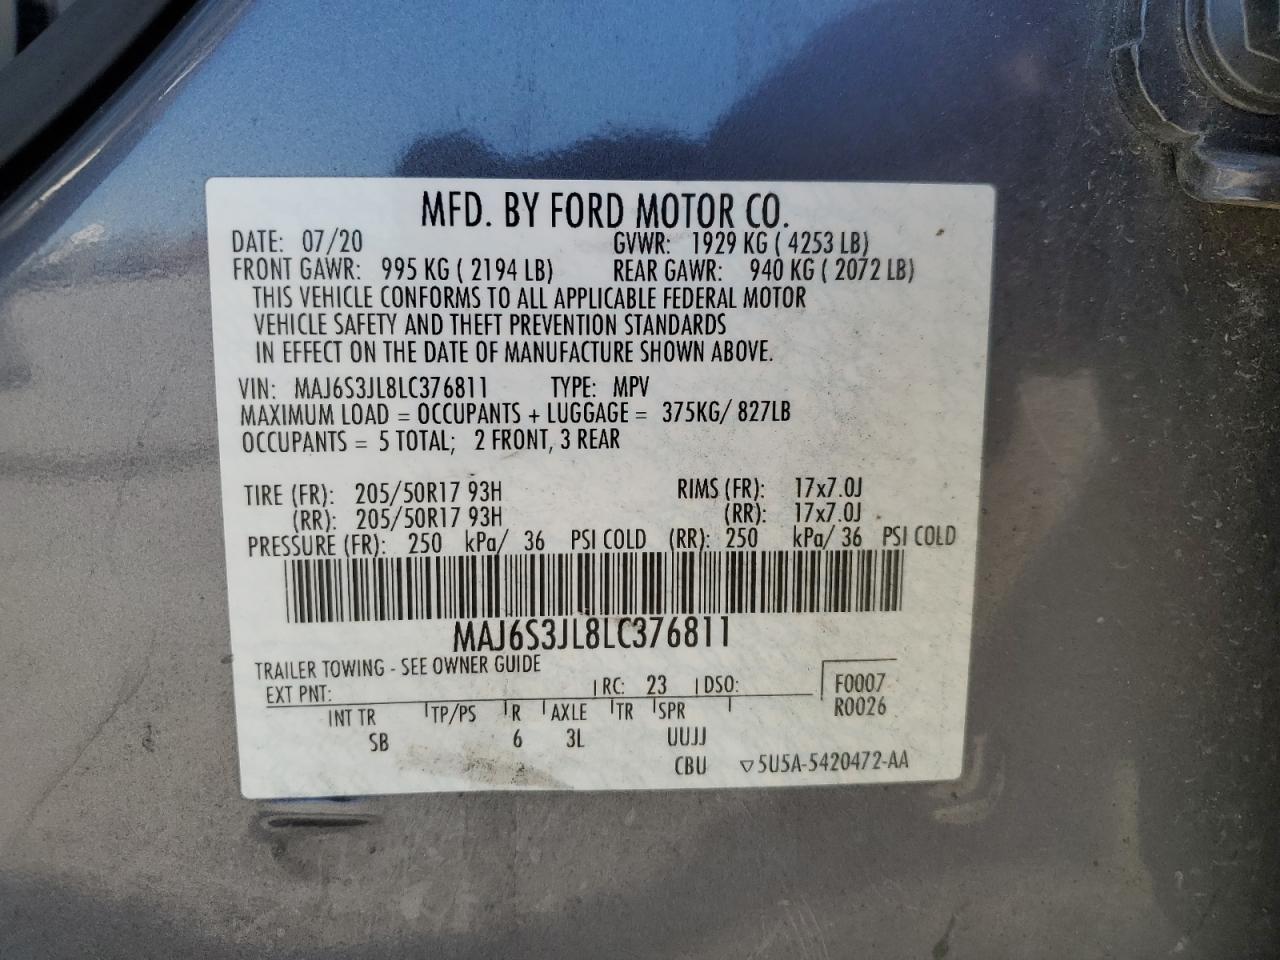 MFD. BY FORD MOTOR CO.
DATE: 07/20 GVWR: 1929 KG ( 4253 LB)
FRONT GAWR: 995 KG ( 2194 LB) REAR GAWR: 940 KG ( 2072 LB)
THIS VEHICLE CONFORMS TO ALL APPLICABLE FEDERAL MOTOR
VEHICLE SAFETY AND THEFT PREVENTION STANDARDS
IN EFFECT ON THE DATE OF MANUFACTURE SHOWN ABOVE.
VIN: MAJ6S3JL8LC376811 TYPE: MPV
MAXIMUM LOAD = OCCUPANTS + LUGGAGE = 375KG/ 827LB
OCCUPANTS = 5 TOTAL; 2 FRONT, 3 REAR
TIRE (FR): 205/50R17 93H RIMS (FR): 17x7.0J
(RR): 205/50R17 93H (RR): 17x7.0J
PRESSURE (FR): 250 kPa/ 36 PSI COLD (RR): 250 kPa/ 36 PSI COLD
MAJ6S3JL8LC376811
TRAILER TOWING - SEE OWNER GUIDE
EXT PNT: RC: 23 DSO: F0007
R0026
INT TR TP/PS R AXLE TR SPR
SB 6 3L UUJJ
CBU ▽5U5A-5420472-AA